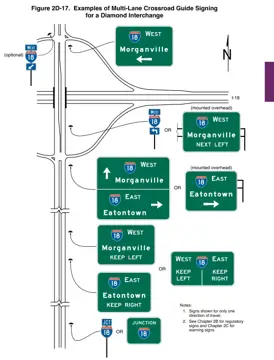 Figure 2D-17. Examples of Multi-Lane Crossroad Guide Signing
for a Diamond Interchange
WEST
18
(optional)
18 WEST
Morganville
N
I-18
(mounted overhead)
WEST
18
OR
18 WEST
Morganville
NEXT LEFT
(mounted overhead)
18 WEST
Morganville
18 EAST
Eatontown
OR
18 EAST
Eatontown
18 WEST
Morganville
KEEP LEFT
OR
WEST 18 EAST
KEEP LEFT
KEEP RIGHT
18 EAST
Eatontown
KEEP RIGHT
JCT
18
OR
JUNCTION
18
Notes:
1. Signs shown for only one
direction of travel.
2. See Chapter 2B for regulatory
signs and Chapter 2C for
warning signs.